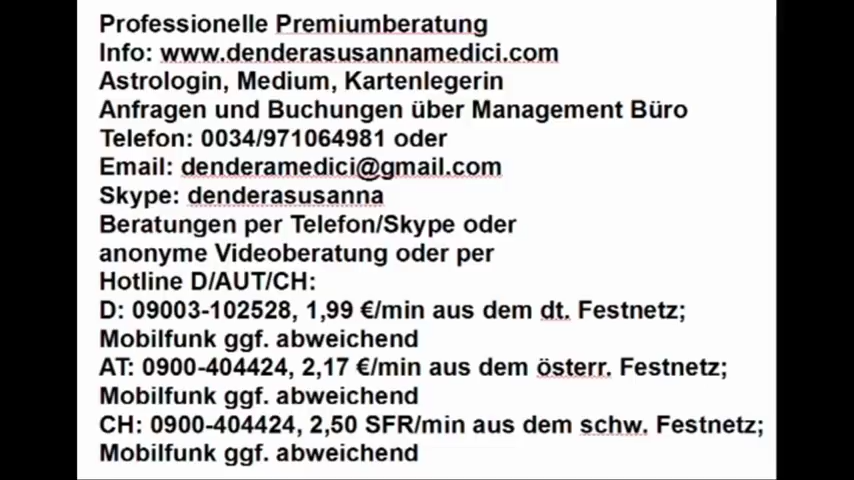 Professionelle Premiumberatung
Info: www.denderasusannamedici.com
Astrologin, Medium, Kartenlegerin
Anfragen und Buchungen über Management Büro
Telefon: 0034/971064981 oder
Email: denderamedici@gmail.com
Skype: denderasusanna
Beratungen per Telefon/Skype oder
anonyme Videoberatung oder per
Hotline D/AUT/CH:
D: 09003-102528, 1,99 €/min aus dem dt. Festnetz;
Mobilfunk ggf. abweichend
AT: 0900-404424, 2,17 €/min aus dem österr. Festnetz;
Mobilfunk ggf. abweichend
CH: 0900-404424, 2,50 SFR/min aus dem schw. Festnetz;
Mobilfunk ggf. abweichend